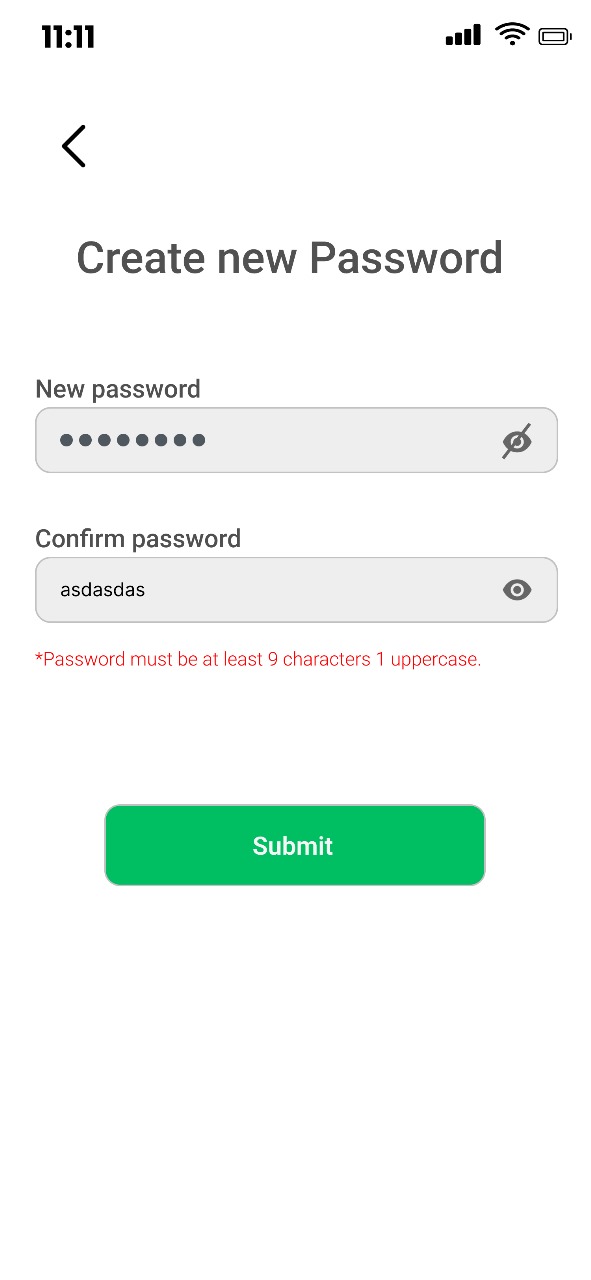 11:11
Create new Password
New password
Confirm password
asdasdas
*Password must be at least 9 characters 1 uppercase.
Submit